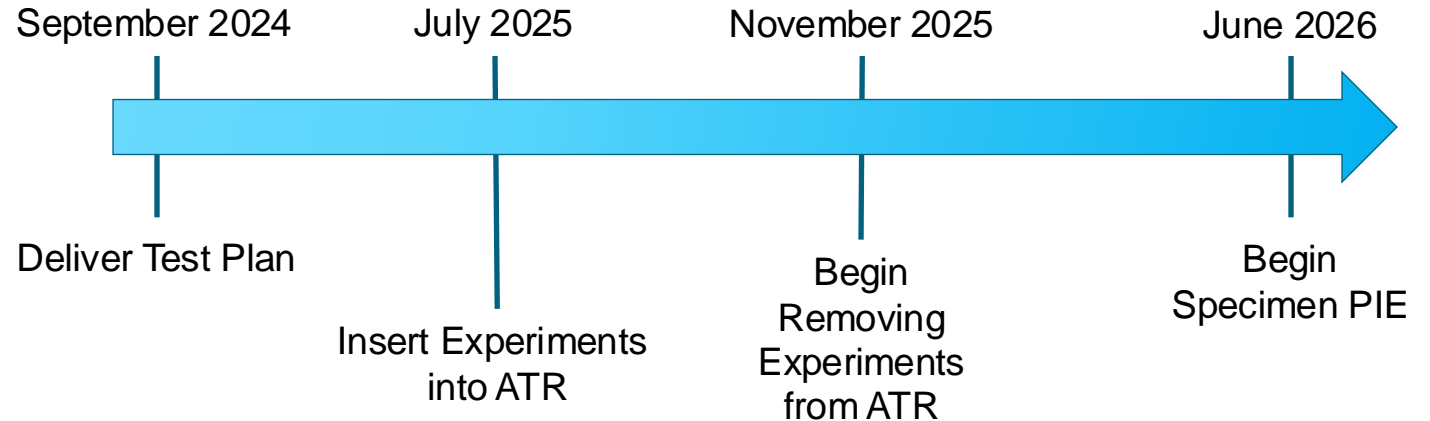 September 2024
July 2025
November 2025
June 2026
Deliver Test Plan
Insert Experiments
into ATR
Begin
Removing
Experiments
from ATR
Begin
Specimen PIE